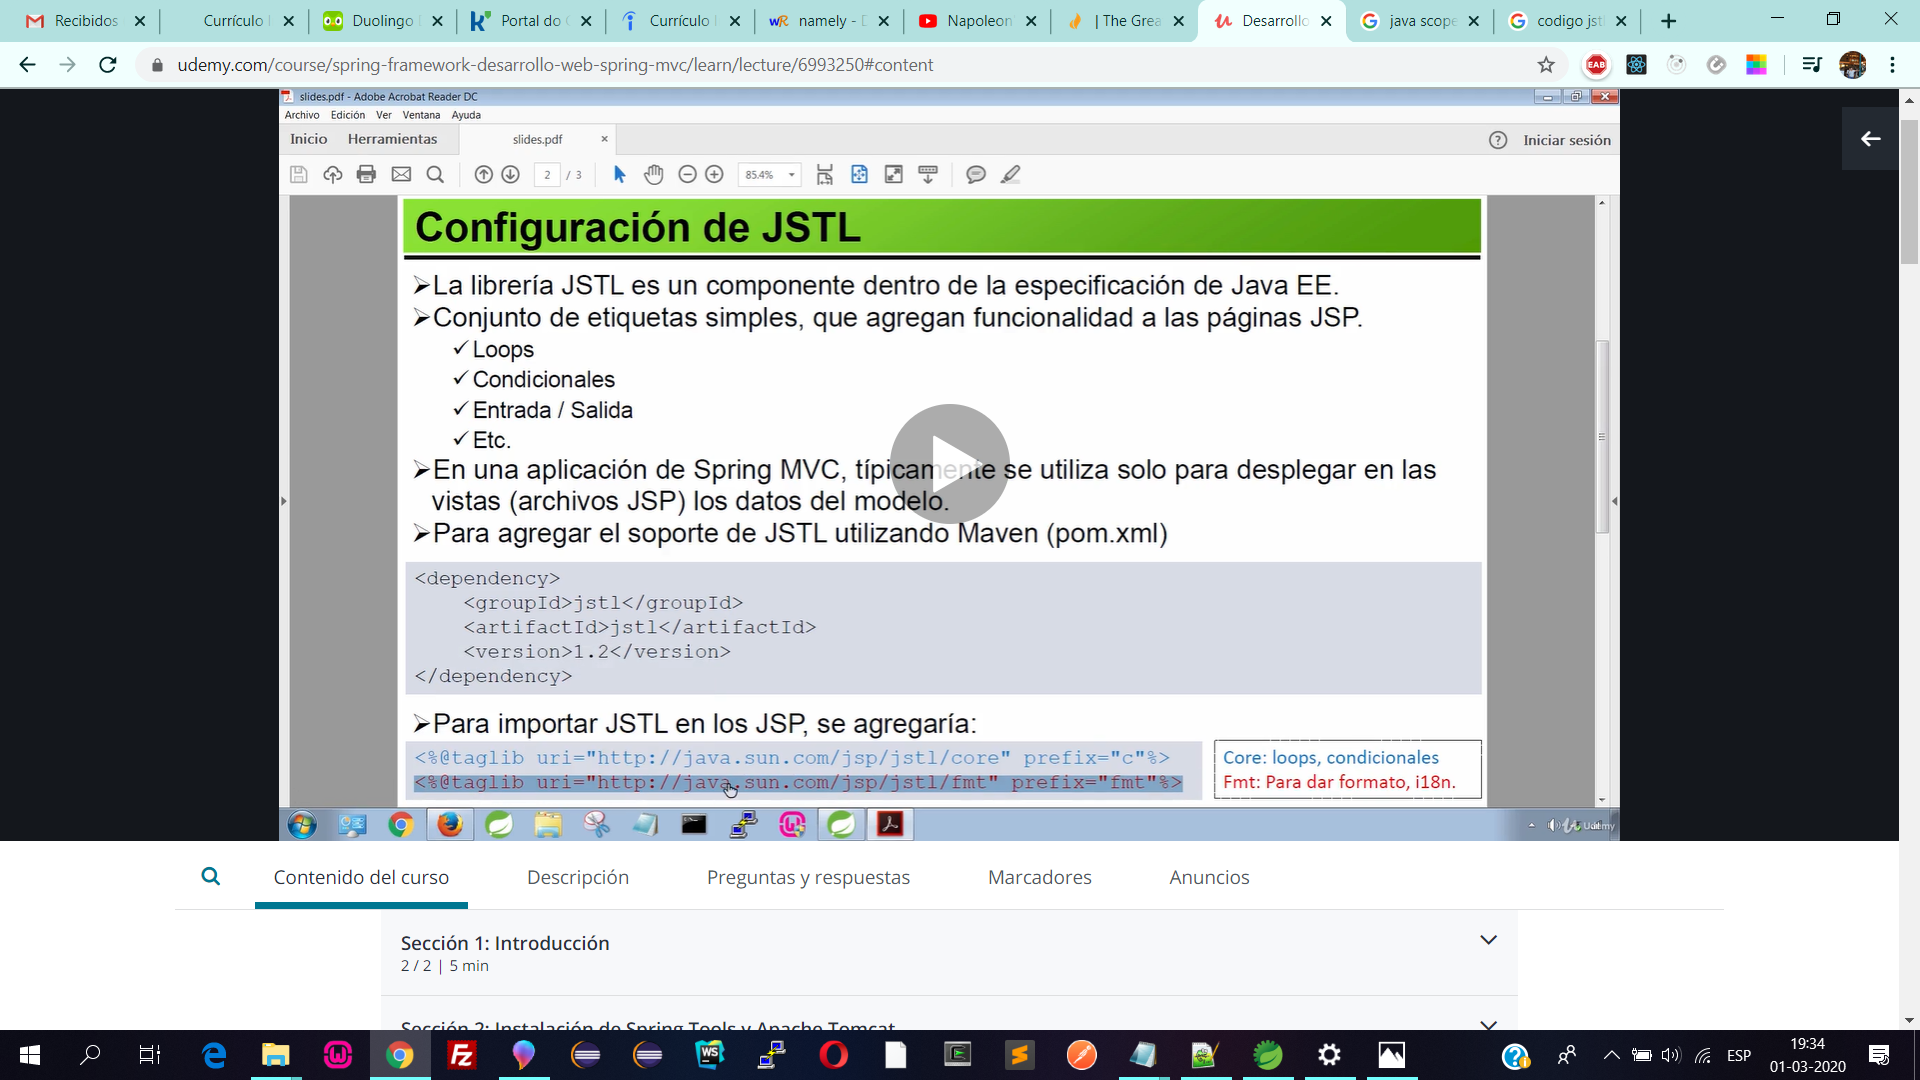 Recibidos
Currículo
Duolingo
Portal do
Currículo
namely - D
Napoleon
| The Grea
Desarrollo
java scope
codigo jst
udemy.com/course/spring-framework-desarrollo-web-spring-mvc/learn/lecture/6993250#content
EAB
slides.pdf - Adobe Acrobat Reader DC
Archivo Edición Ver Ventana Ayuda
Inicio Herramientas slides.pdf Iniciar sesión
2 / 3 85.4%
Configuración de JSTL
➢La librería JSTL es un componente dentro de la especificación de Java EE.
➢Conjunto de etiquetas simples, que agregan funcionalidad a las páginas JSP.
✓Loops
✓Condicionales
✓Entrada / Salida
✓Etc.
➢En una aplicación de Spring MVC, típicamente se utiliza solo para desplegar en las
vistas (archivos JSP) los datos del modelo.
➢Para agregar el soporte de JSTL utilizando Maven (pom.xml)
<dependency>
<groupId>jstl</groupId>
<artifactId>jstl</artifactId>
<version>1.2</version>
</dependency>
➢Para importar JSTL en los JSP, se agregaría:
<%@taglib uri="http://java.sun.com/jsp/jstl/core" prefix="c"%>
<%@taglib uri="http://java.sun.com/jsp/jstl/fmt" prefix="fmt"%>
Core: loops, condicionales
Fmt: Para dar formato, i18n.
Udemy
Contenido del curso
Descripción
Preguntas y respuestas
Marcadores
Anuncios
Sección 1: Introducción
2 / 2 | 5 min
Sección 2: Instalación de Spring Tools y Apache Tomcat
ESP
19:34
01-03-2020